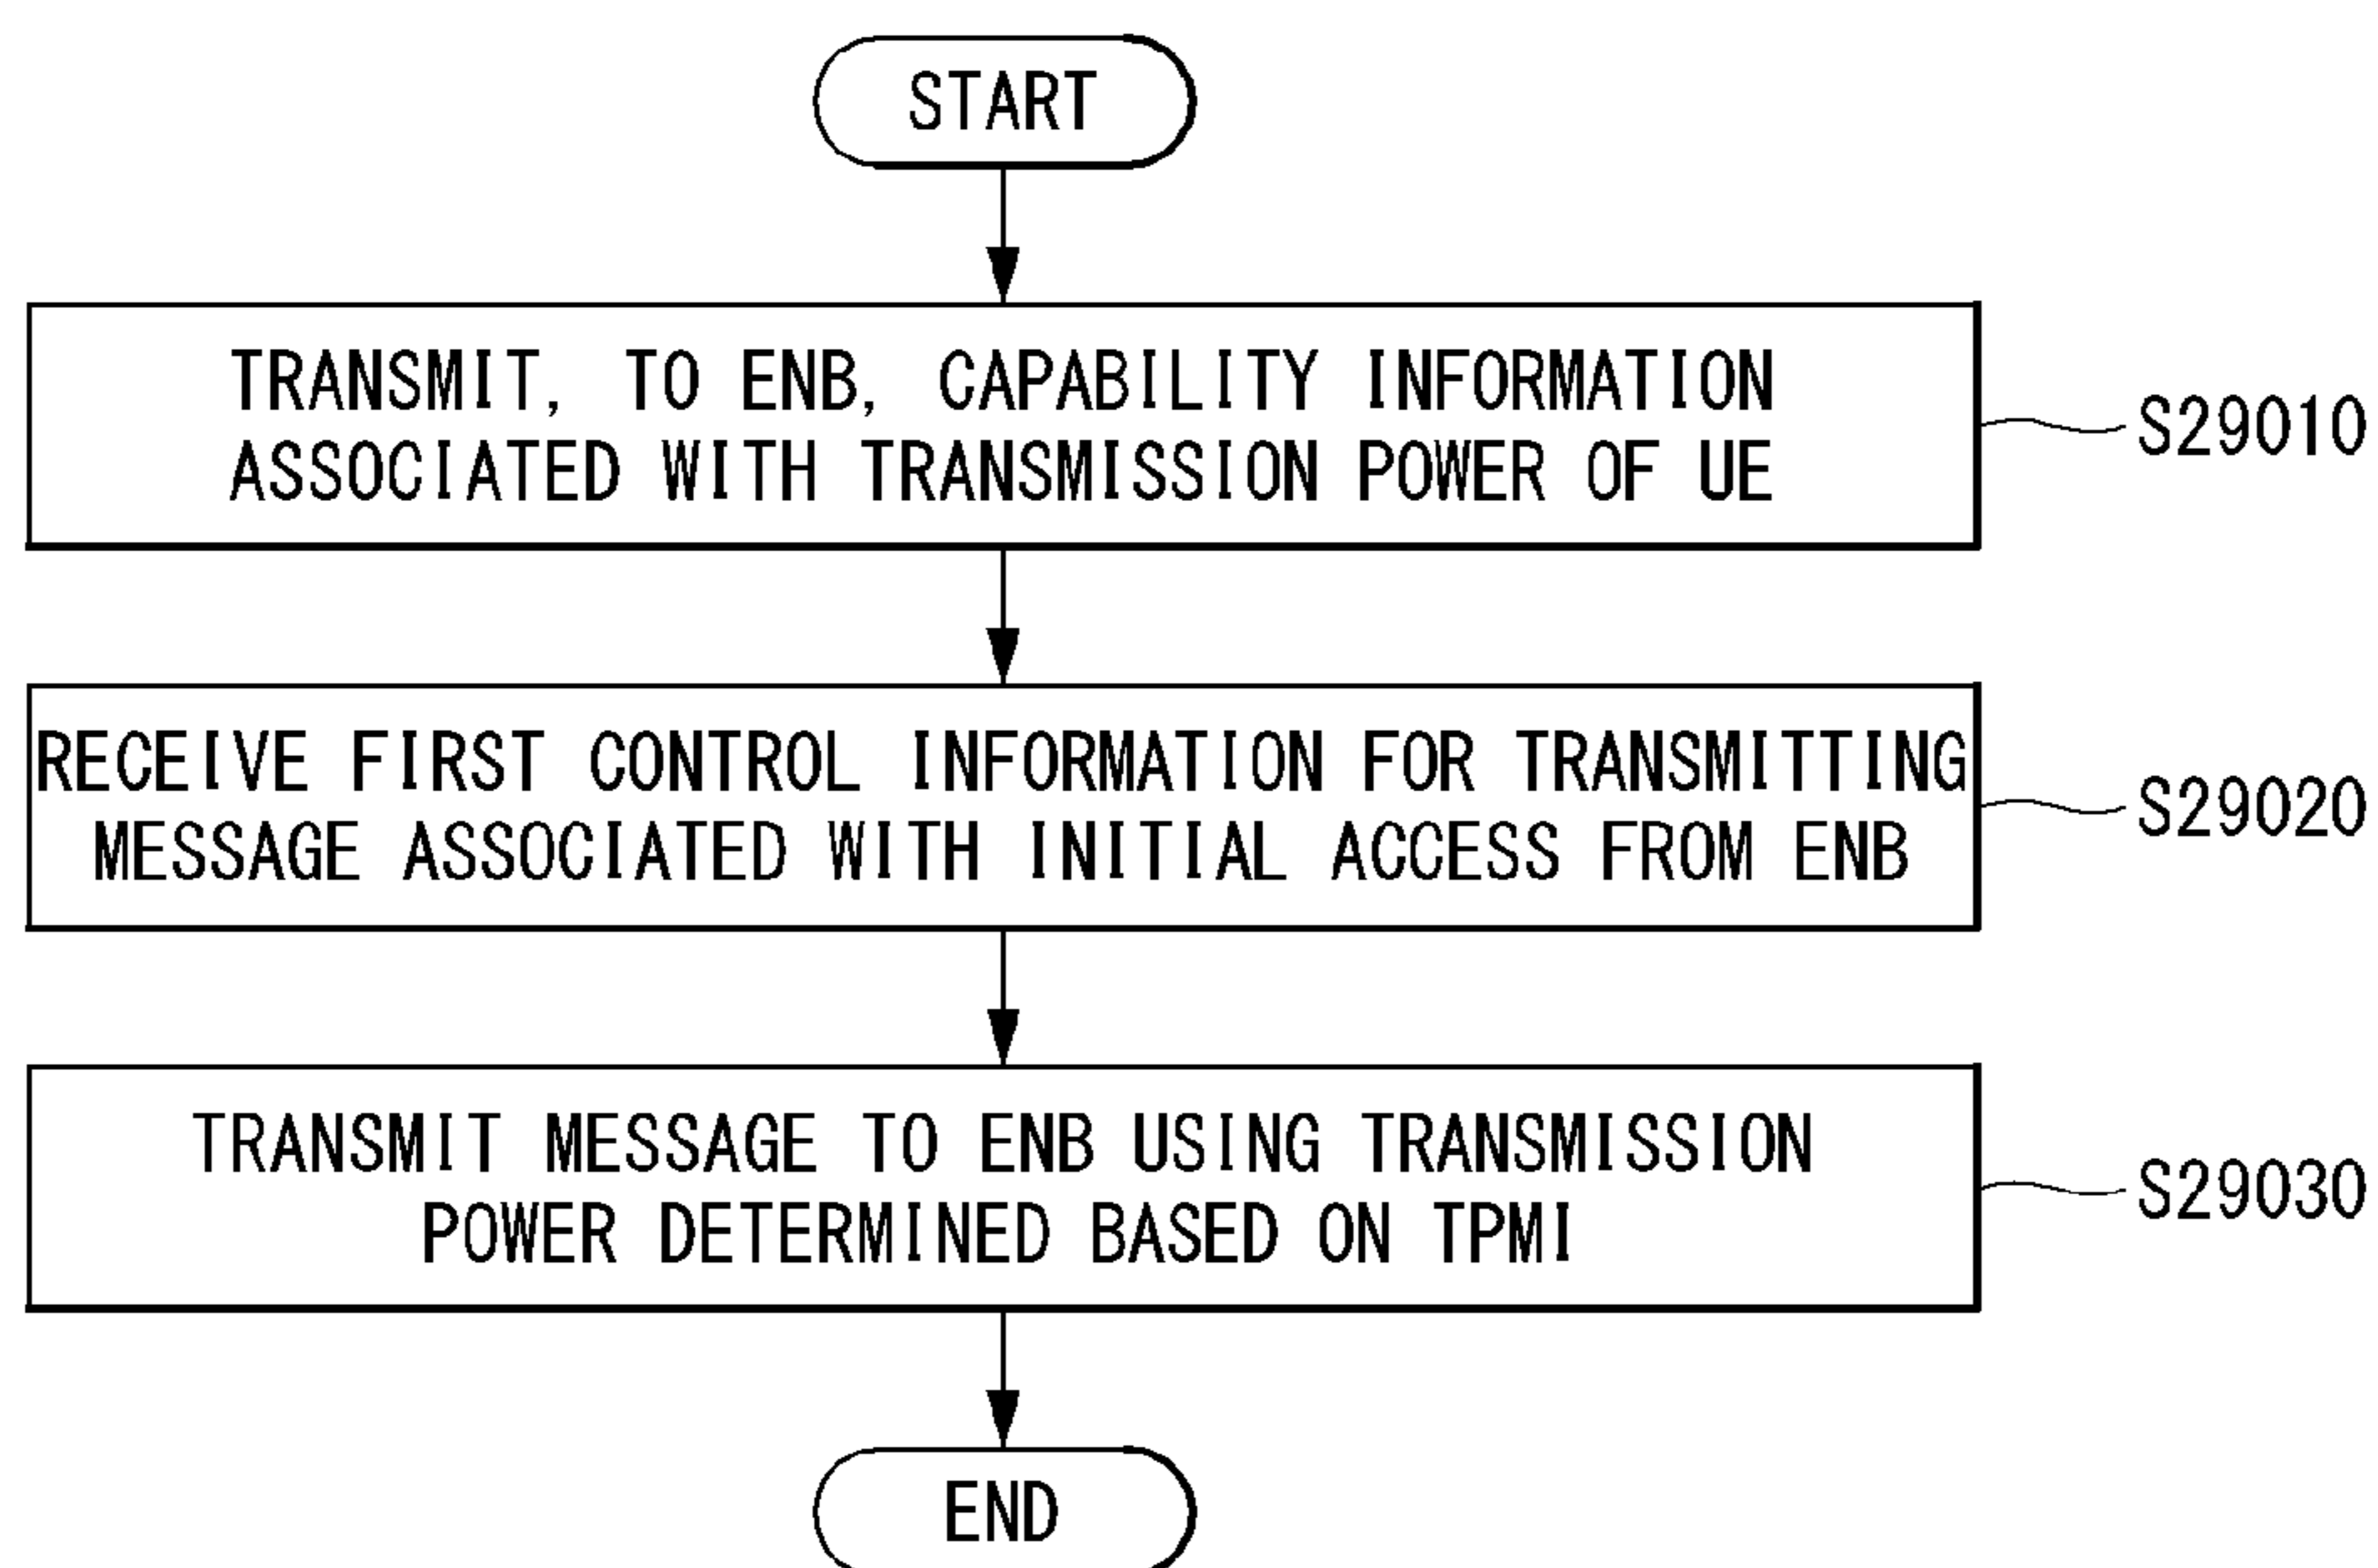 START
TRANSMIT, TO ENB, CAPABILITY INFORMATION
ASSOCIATED WITH TRANSMISSION POWER OF UE
S29010
RECEIVE FIRST CONTROL INFORMATION FOR TRANSMITTING
MESSAGE ASSOCIATED WITH INITIAL ACCESS FROM ENB
S29020
TRANSMIT MESSAGE TO ENB USING TRANSMISSION
POWER DETERMINED BASED ON TPMI
S29030
END